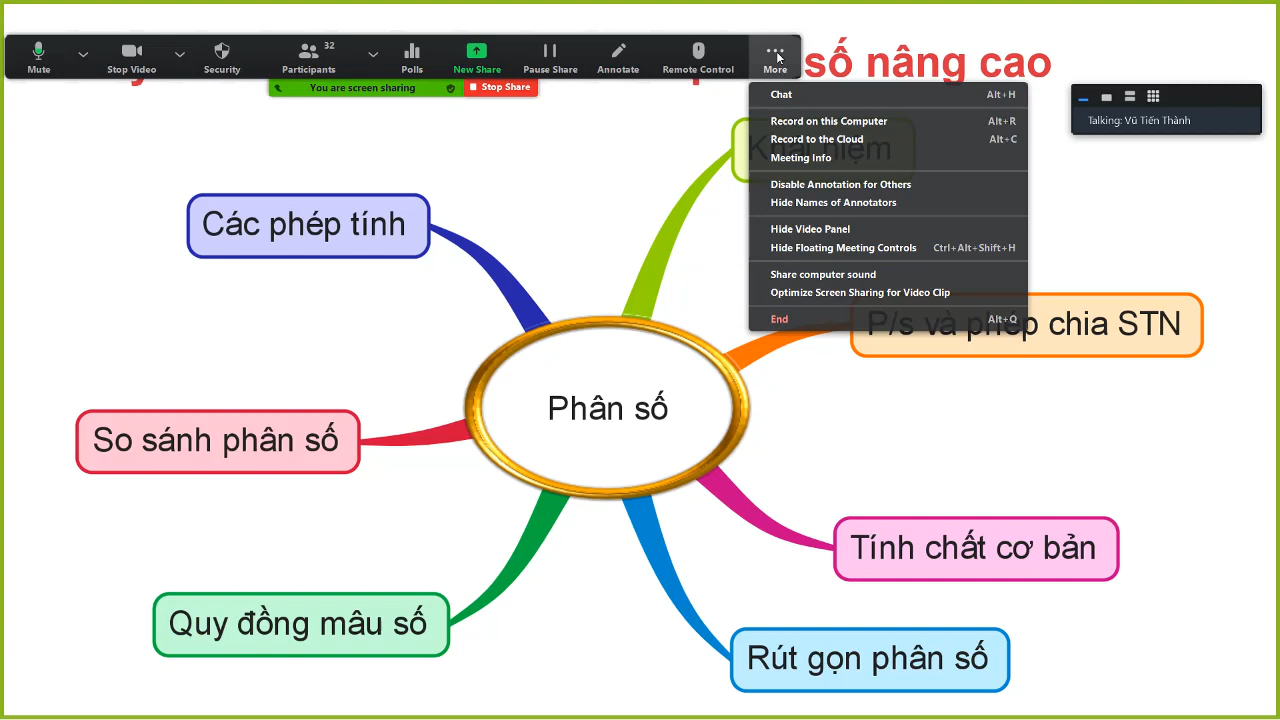 số nâng cao
Mute
Stop Video
Security
Participants
32
Polls
New Share
Pause Share
Annotate
Remote Control
More
You are screen sharing
Stop Share
Chat Alt+H
Record on this Computer Alt+R
Record to the Cloud Alt+C
Meeting Info
Disable Annotation for Others
Hide Names of Annotators
Hide Video Panel
Hide Floating Meeting Controls Ctrl+Alt+Shift+H
Share computer sound
Optimize Screen Sharing for Video Clip
End Alt+Q
Talking: Vũ Tiến Thành
Khái niệm
Các phép tính
P/s và phép chia STN
Phân số
So sánh phân số
Tính chất cơ bản
Quy đồng mâu số
Rút gọn phân số